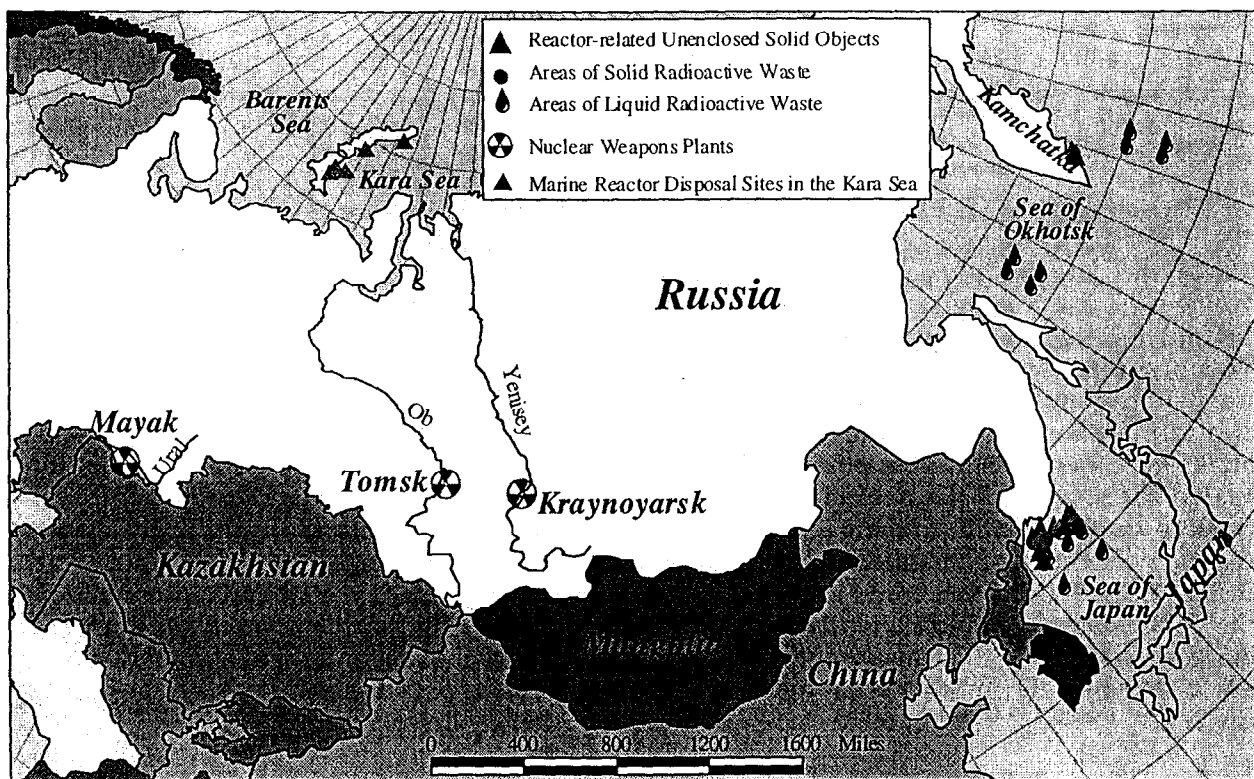 Reactor-related Unenclosed Solid Objects
Areas of Solid Radioactive Waste
Areas of Liquid Radioactive Waste
Nuclear Weapons Plants
Marine Reactor Disposal Sites in the Kara Sea
Barents
Sea
Kara Sea
Kamchatka
Sea of
Okhotsk
Russia
Ob
Yenisey
Mayak
Ural
Tomsk
Kraynoyarsk
Kazakhstan
China
Sea of
Japan
Japan
0 400 800 1200 1600 Miles